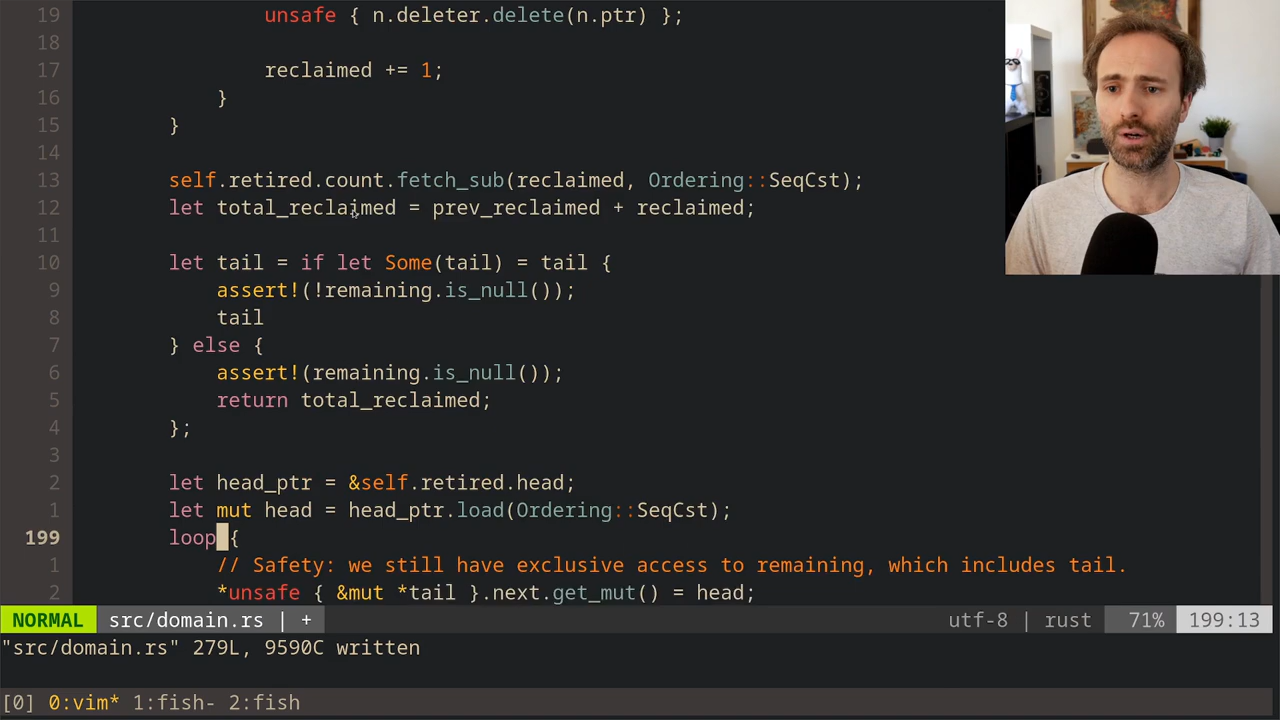 19                 unsafe { n.deleter.delete(n.ptr) };
18
17                 reclaimed += 1;
16             }
15         }
14
13         self.retired.count.fetch_sub(reclaimed, Ordering::SeqCst);
12         let total_reclaimed = prev_reclaimed + reclaimed;
11
10         let tail = if let Some(tail) = tail {
9             assert!(!remaining.is_null());
8             tail
7         } else {
6             assert!(remaining.is_null());
5             return total_reclaimed;
4         };
3
2         let head_ptr = &self.retired.head;
1         let mut head = head_ptr.load(Ordering::SeqCst);
199         loop {
1             // Safety: we still have exclusive access to remaining, which includes tail.
2             *unsafe { &mut *tail }.next.get_mut() = head;
NORMAL src/domain.rs | + utf-8 | rust 71% 199:13
"src/domain.rs" 279L, 9590C written
[0] 0:vim* 1:fish- 2:fish